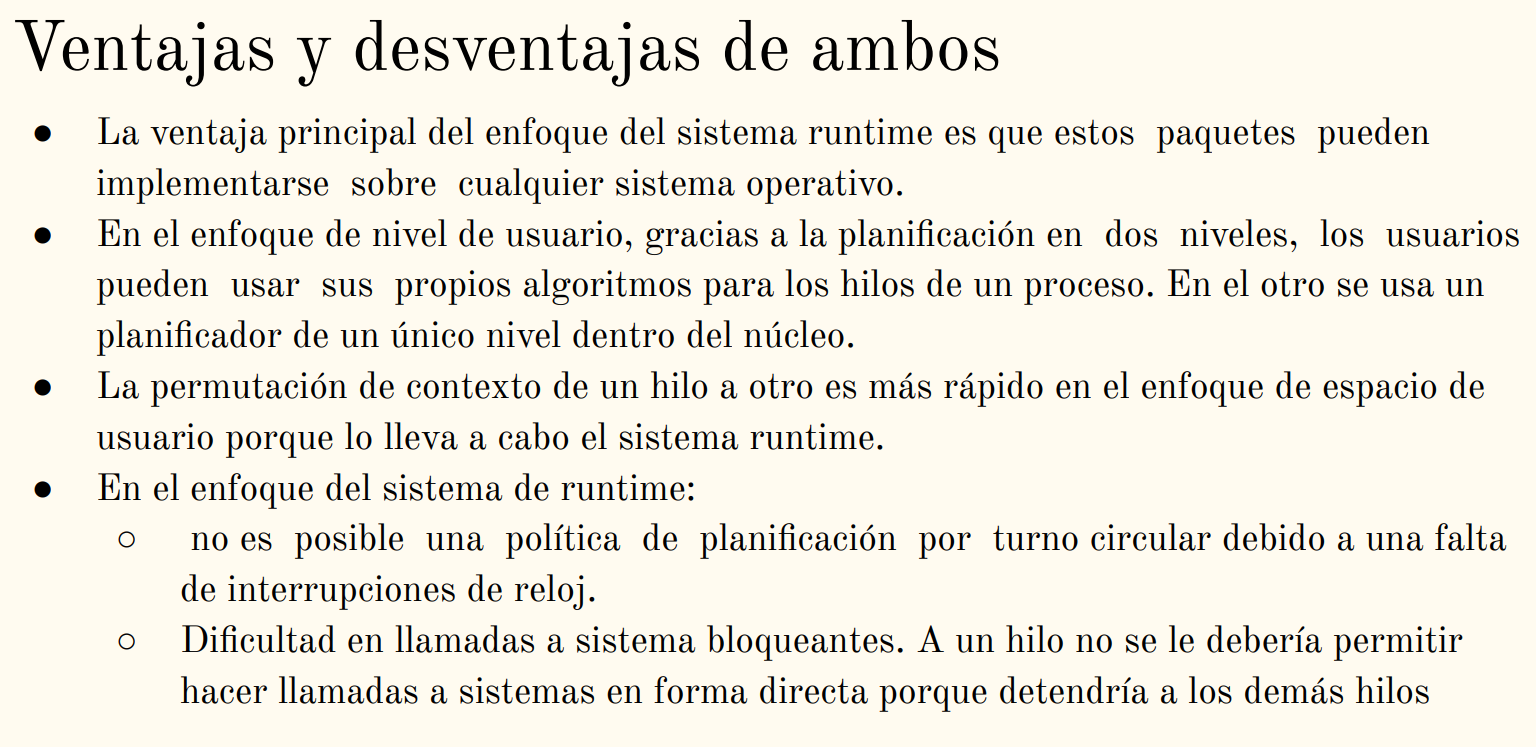 Ventajas y desventajas de ambos
● La ventaja principal del enfoque del sistema runtime es que estos paquetes pueden
implementarse sobre cualquier sistema operativo.
● En el enfoque de nivel de usuario, gracias a la planificación en dos niveles, los usuarios
pueden usar sus propios algoritmos para los hilos de un proceso. En el otro se usa un
planificador de un único nivel dentro del núcleo.
● La permutación de contexto de un hilo a otro es más rápido en el enfoque de espacio de
usuario porque lo lleva a cabo el sistema runtime.
● En el enfoque del sistema de runtime:
○ no es posible una política de planificación por turno circular debido a una falta
de interrupciones de reloj.
○ Dificultad en llamadas a sistema bloqueantes. A un hilo no se le debería permitir
hacer llamadas a sistemas en forma directa porque detendría a los demás hilos